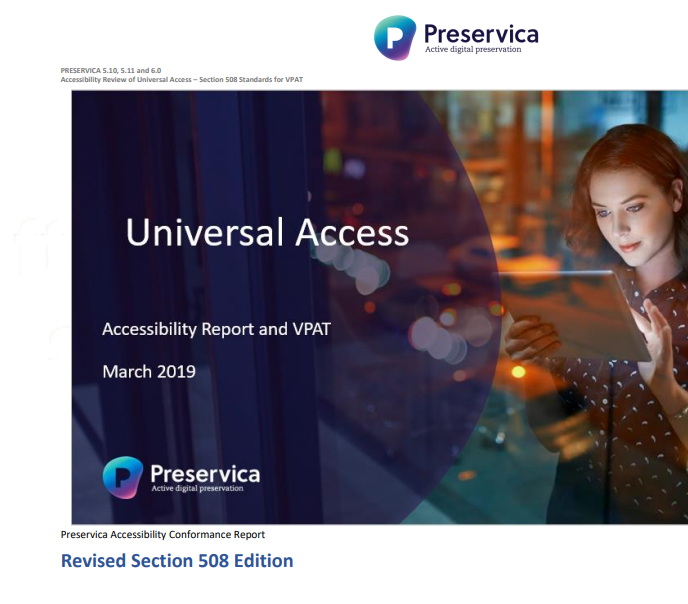 Preservica
Active digital preservation
PRESERVICA 5.10, 5.11 and 6.0
Accessibility Review of Universal Access – Section 508 Standards for VPAT
Universal Access
Accessibility Report and VPAT
March 2019
Preservica
Active digital preservation
Preservica Accessibility Conformance Report
Revised Section 508 Edition